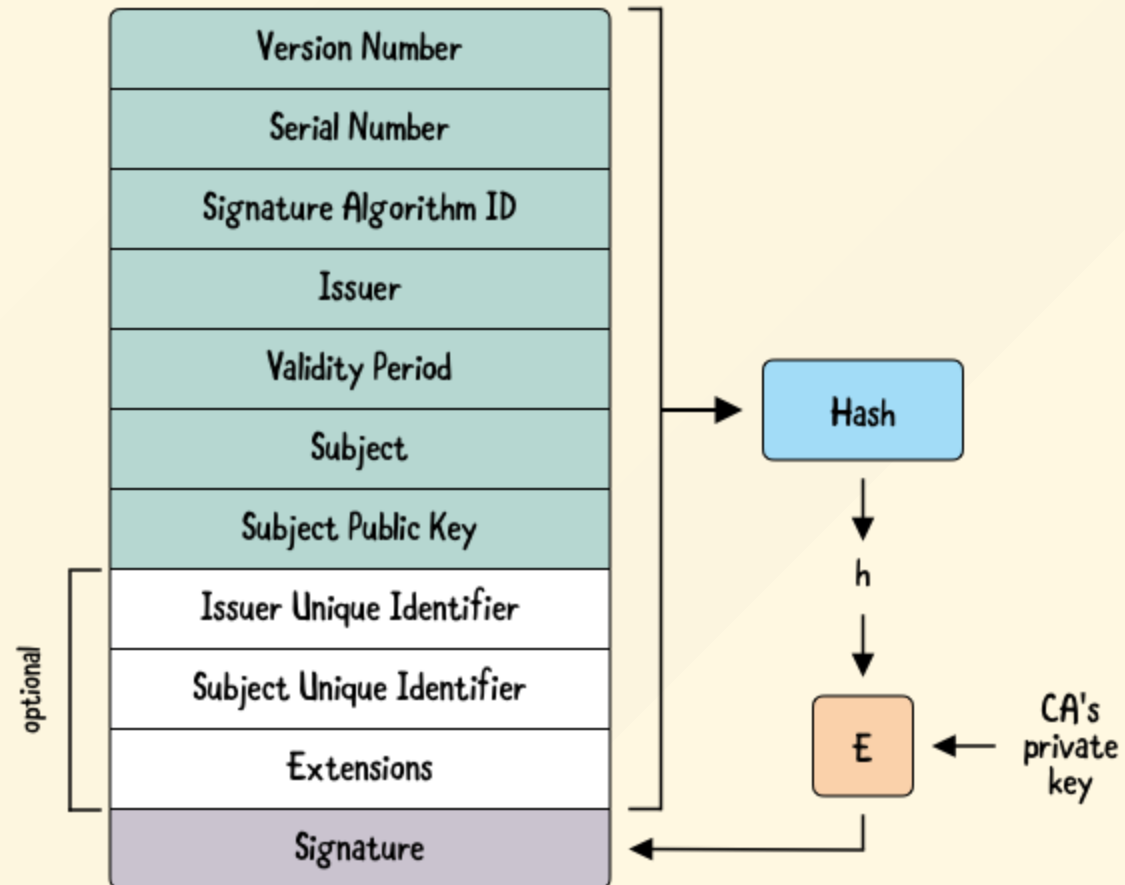 Version Number
Serial Number
Signature Algorithm ID
Issuer
Validity Period
Subject
Subject Public Key
Issuer Unique Identifier
Subject Unique Identifier
Extensions
Signature
optional
Hash
h
E
CA's
private
key